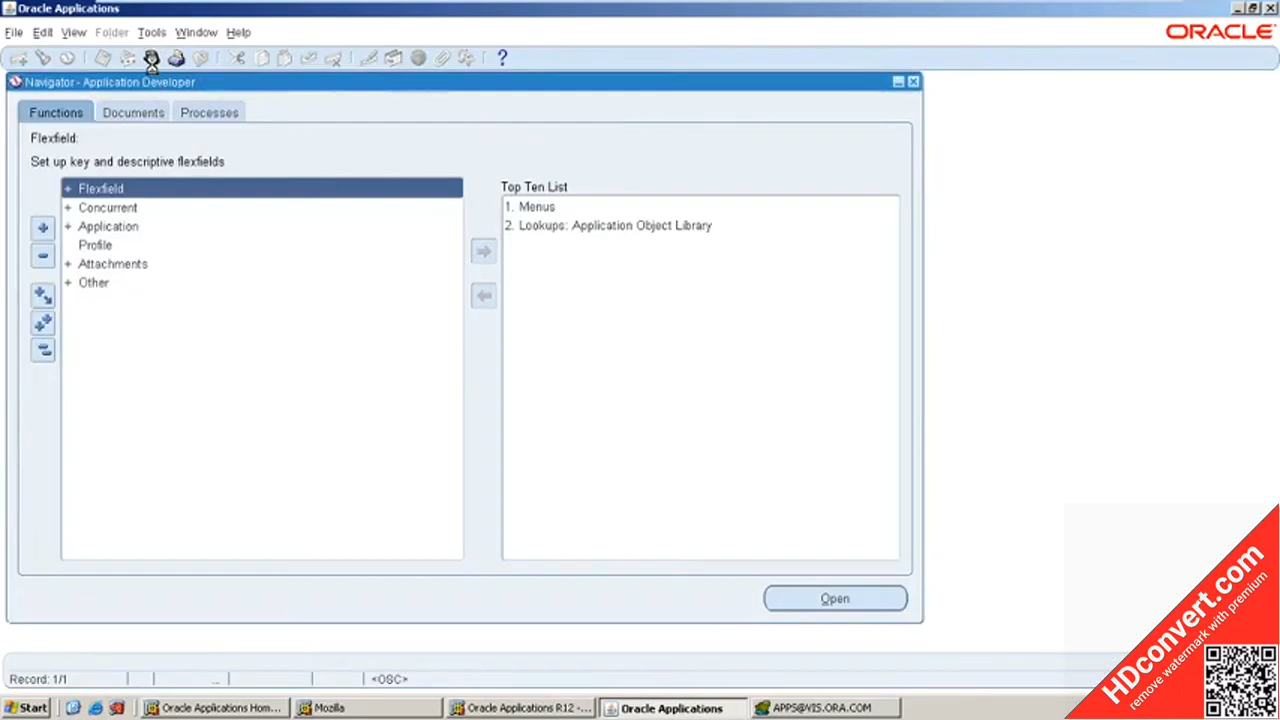 Oracle Applications
File Edit View Folder Tools Window Help
ORACLE
Navigator - Application Developer
Functions Documents Processes
Flexfield:
Set up key and descriptive flexfields
+ Flexfield
+ Concurrent
+ Application
Profile
+ Attachments
+ Other
Top Ten List
1. Menus
2. Lookups: Application Object Library
Open
Record: 1/1 ... <OSC>
Start Oracle Applications Hom... Mozilla Oracle Applications R12 -... Oracle Applications APPS@VIS.ORA.COM
HDconvert.com
remove watermark with premium